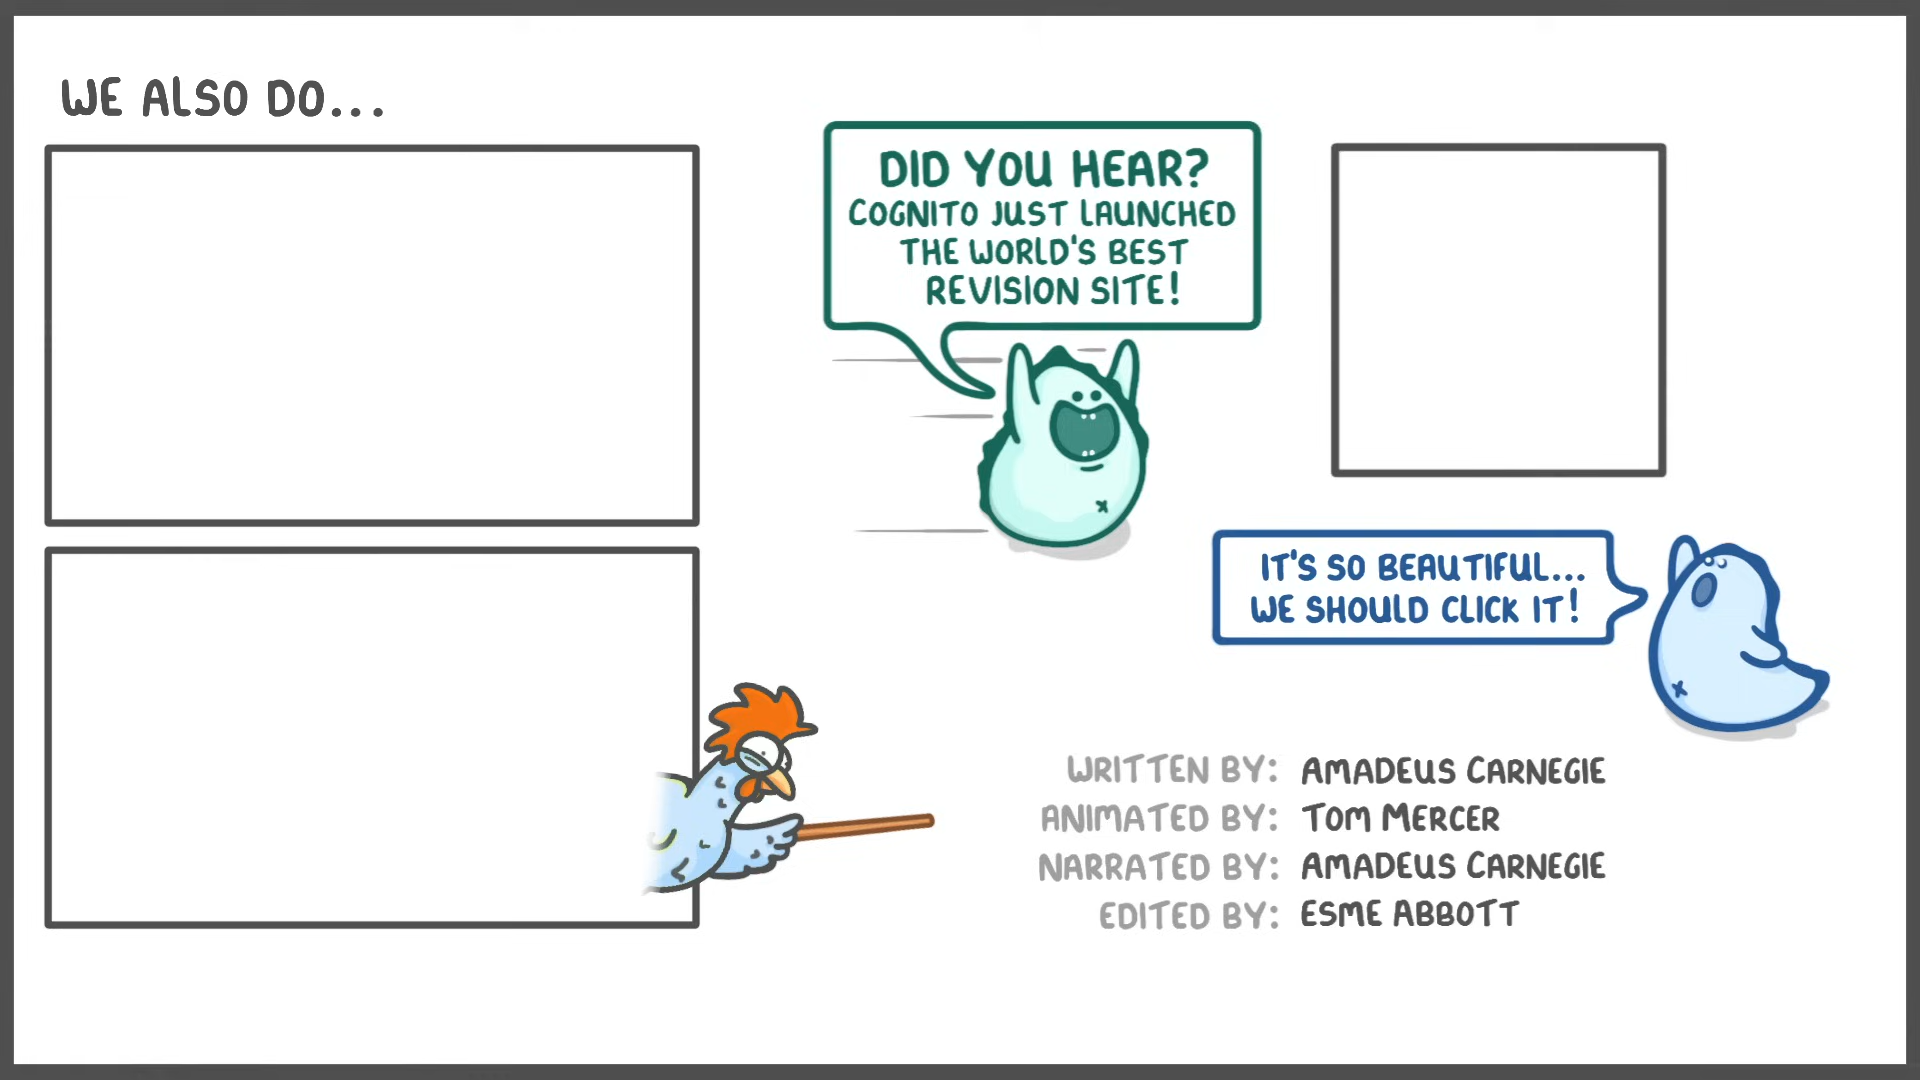 WE ALSO DO...
DID YOU HEAR?
COGNITO JUST LAUNCHED
THE WORLD'S BEST
REVISION SITE!
IT'S SO BEAUTIFUL...
WE SHOULD CLICK IT!
WRITTEN BY: AMADEUS CARNEGIE
ANIMATED BY: TOM MERCER
NARRATED BY: AMADEUS CARNEGIE
EDITED BY: ESME ABBOTT